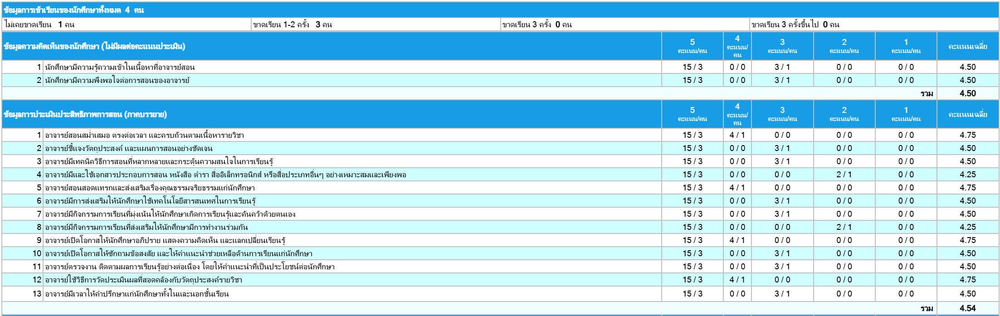 ข้อมูลการเข้าเรียนของนักศึกษาทั้งหมด 4 คน
ไม่เคยขาดเรียน 1 คน ขาดเรียน 1-2 ครั้ง 3 คน ขาดเรียน 3 ครั้ง 0 คน ขาดเรียน 3 ครั้งขึ้นไป 0 คน
ข้อมูลความคิดเห็นของนักศึกษา (ไม่มีผลต่อคะแนนประเมิน) 5 คะแนน/คน 4 คะแนน/คน 3 คะแนน/คน 2 คะแนน/คน 1 คะแนน/คน คะแนนเฉลี่ย
1 นักศึกษามีความรู้ความเข้าในเนื้อหาที่อาจารย์สอน 15 / 3 0 / 0 3 / 1 0 / 0 0 / 0 4.50
2 นักศึกษามีความพึงพอใจต่อการสอนของอาจารย์ 15 / 3 0 / 0 3 / 1 0 / 0 0 / 0 4.50
รวม 4.50
ข้อมูลการประเมินประสิทธิภาพการสอน (ภาคบรรยาย) 5 คะแนน/คน 4 คะแนน/คน 3 คะแนน/คน 2 คะแนน/คน 1 คะแนน/คน คะแนนเฉลี่ย
1 อาจารย์สอนสม่ำเสมอ ตรงต่อเวลา และครบถ้วนตามเนื้อหารายวิชา 15 / 3 4 / 1 0 / 0 0 / 0 0 / 0 4.75
2 อาจารย์ชี้แจงวัตถุประสงค์ และแผนการสอนอย่างชัดเจน 15 / 3 0 / 0 3 / 1 0 / 0 0 / 0 4.50
3 อาจารย์มีเทคนิควิธีการสอนที่หลากหลายและกระตุ้นความสนใจในการเรียนรู้ 15 / 3 0 / 0 3 / 1 0 / 0 0 / 0 4.50
4 อาจารย์มีและใช้เอกสารประกอบการสอน หนังสือ ตำรา สื่ออิเล็กทรอนิกส์ หรือสื่อประเภทอื่นๆ อย่างเหมาะสมและเพียงพอ 15 / 3 0 / 0 0 / 0 2 / 1 0 / 0 4.25
5 อาจารย์สอนสอดแทรกและส่งเสริมเรื่องคุณธรรมจริยธรรมแก่นักศึกษา 15 / 3 4 / 1 0 / 0 0 / 0 0 / 0 4.75
6 อาจารย์มีการส่งเสริมให้นักศึกษาใช้เทคโนโลยีสารสนเทศในการเรียนรู้ 15 / 3 0 / 0 3 / 1 0 / 0 0 / 0 4.50
7 อาจารย์มีกิจกรรมการเรียนที่มุ่งเน้นให้นักศึกษาเกิดการเรียนรู้และค้นคว้าด้วยตนเอง 15 / 3 0 / 0 3 / 1 0 / 0 0 / 0 4.50
8 อาจารย์มีกิจกรรมการเรียนที่ส่งเสริมให้นักศึกษามีการทำงานร่วมกัน 15 / 3 0 / 0 0 / 0 2 / 1 0 / 0 4.25
9 อาจารย์เปิดโอกาสให้นักศึกษาอภิปราย แสดงความคิดเห็น และแลกเปลี่ยนเรียนรู้ 15 / 3 4 / 1 0 / 0 0 / 0 0 / 0 4.75
10 อาจารย์เปิดโอกาสให้ซักถามข้อสงสัย และให้คำแนะนำช่วยเหลือด้านการเรียนแก่นักศึกษา 15 / 3 0 / 0 3 / 1 0 / 0 0 / 0 4.50
11 อาจารย์ตรวจงาน ติดตามผลการเรียนรู้อย่างต่อเนื่อง โดยให้คำแนะนำที่เป็นประโยชน์ต่อนักศึกษา 15 / 3 0 / 0 3 / 1 0 / 0 0 / 0 4.50
12 อาจารย์ใช้วิธีการวัดประเมินผลที่สอดคล้องกับวัตถุประสงค์รายวิชา 15 / 3 4 / 1 0 / 0 0 / 0 0 / 0 4.75
13 อาจารย์มีเวลาให้คำปรึกษาแก่นักศึกษาทั้งในและนอกชั้นเรียน 15 / 3 0 / 0 3 / 1 0 / 0 0 / 0 4.50
รวม 4.54